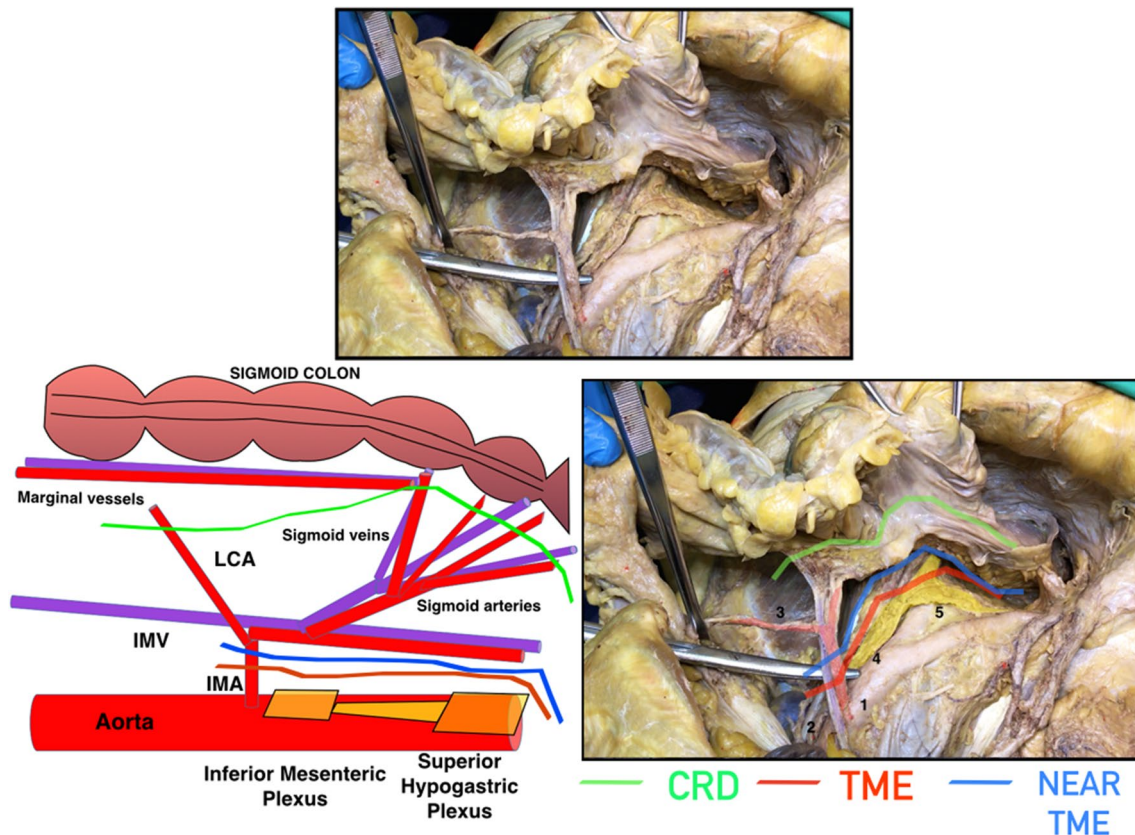 SIGMOID COLON
Marginal vessels
Sigmoid veins
LCA
Sigmoid arteries
IMV
IMA
Aorta
Inferior Mesenteric
Plexus
Superior
Hypogastric
Plexus
3
5
4
1
2
CRD
TME
NEAR
TME